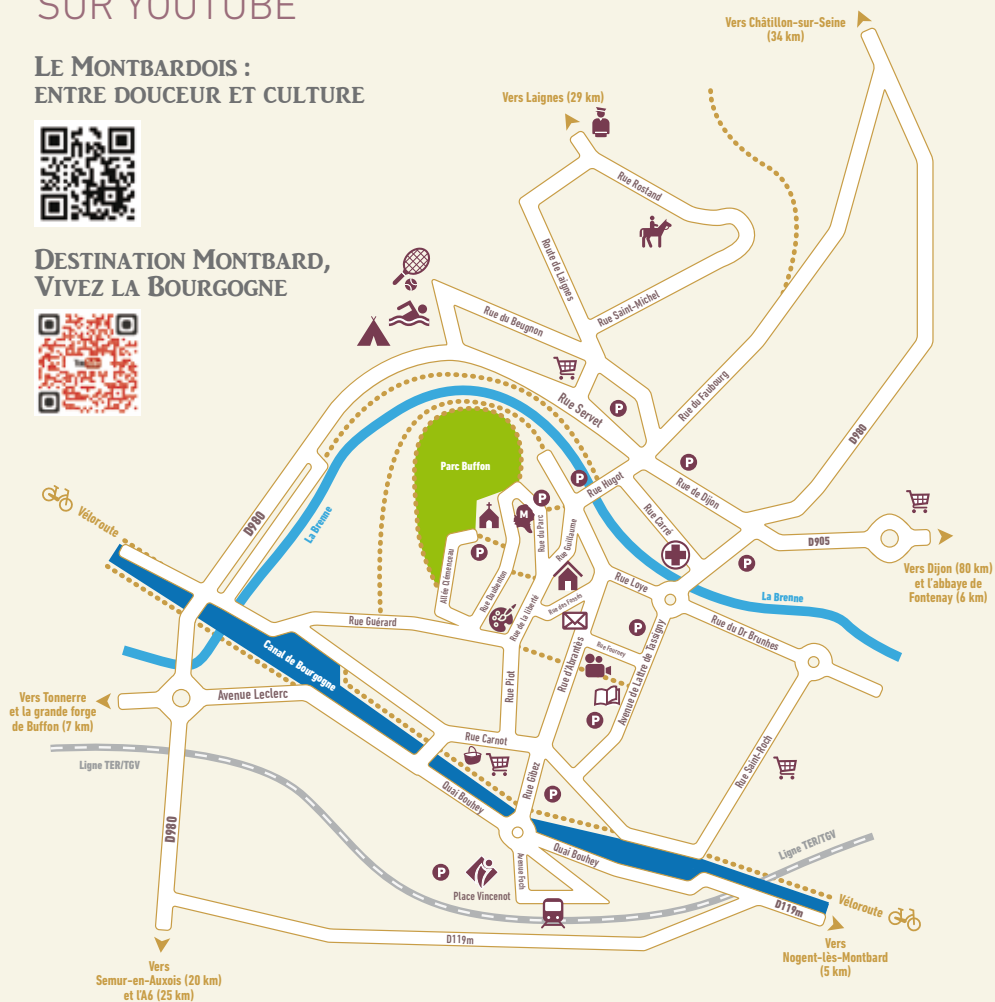 SUR YOUTUBE
LE MONTBARDOIS :
ENTRE DOUCEUR ET CULTURE
DESTINATION MONTBARD,
VIVEZ LA BOURGOGNE
Vers Châtillon-sur-Seine
(34 km)
Vers Laignes (29 km)
Rue Rostand
Route de Laignes
Rue Saint-Michel
Rue du Beugnon
Rue Servet
P
Rue du Faubourg
D980
Parc Buffon
P
P
Rue Hugot
Rue de Dijon
Véloroute
D980
La Brenne
M
P
Rue du Parc
Rue Guillaume
Rue Carré
P
D905
P
Vers Dijon (80 km)
et l'abbaye de
Fontenay (6 km)
Allée Clémenceau
Rue Daubenton
Rue de la liberté
Rue des Fossés
Rue Loye
La Brenne
Rue Guérard
P
Rue du Dr Brunhes
Canal de Bourgogne
Rue Fourney
Rue Piot
Rue d'Abrantès
Avenue de Lattre de Tassigny
Avenue Leclerc
Vers Tonnerre
et la grande forge
de Buffon (7 km)
P
Rue Carnot
Ligne TER/TGV
Rue Saint-Roch
Quai Bouhey
Rue Gibez
P
D980
Quai Bouhey
Ligne TER/TGV
Avenue Foch
P
Place Vincenot
D119m
Véloroute
D119m
Vers
Nogent-lès-Montbard
(5 km)
Vers
Semur-en-Auxois (20 km)
et l'A6 (25 km)